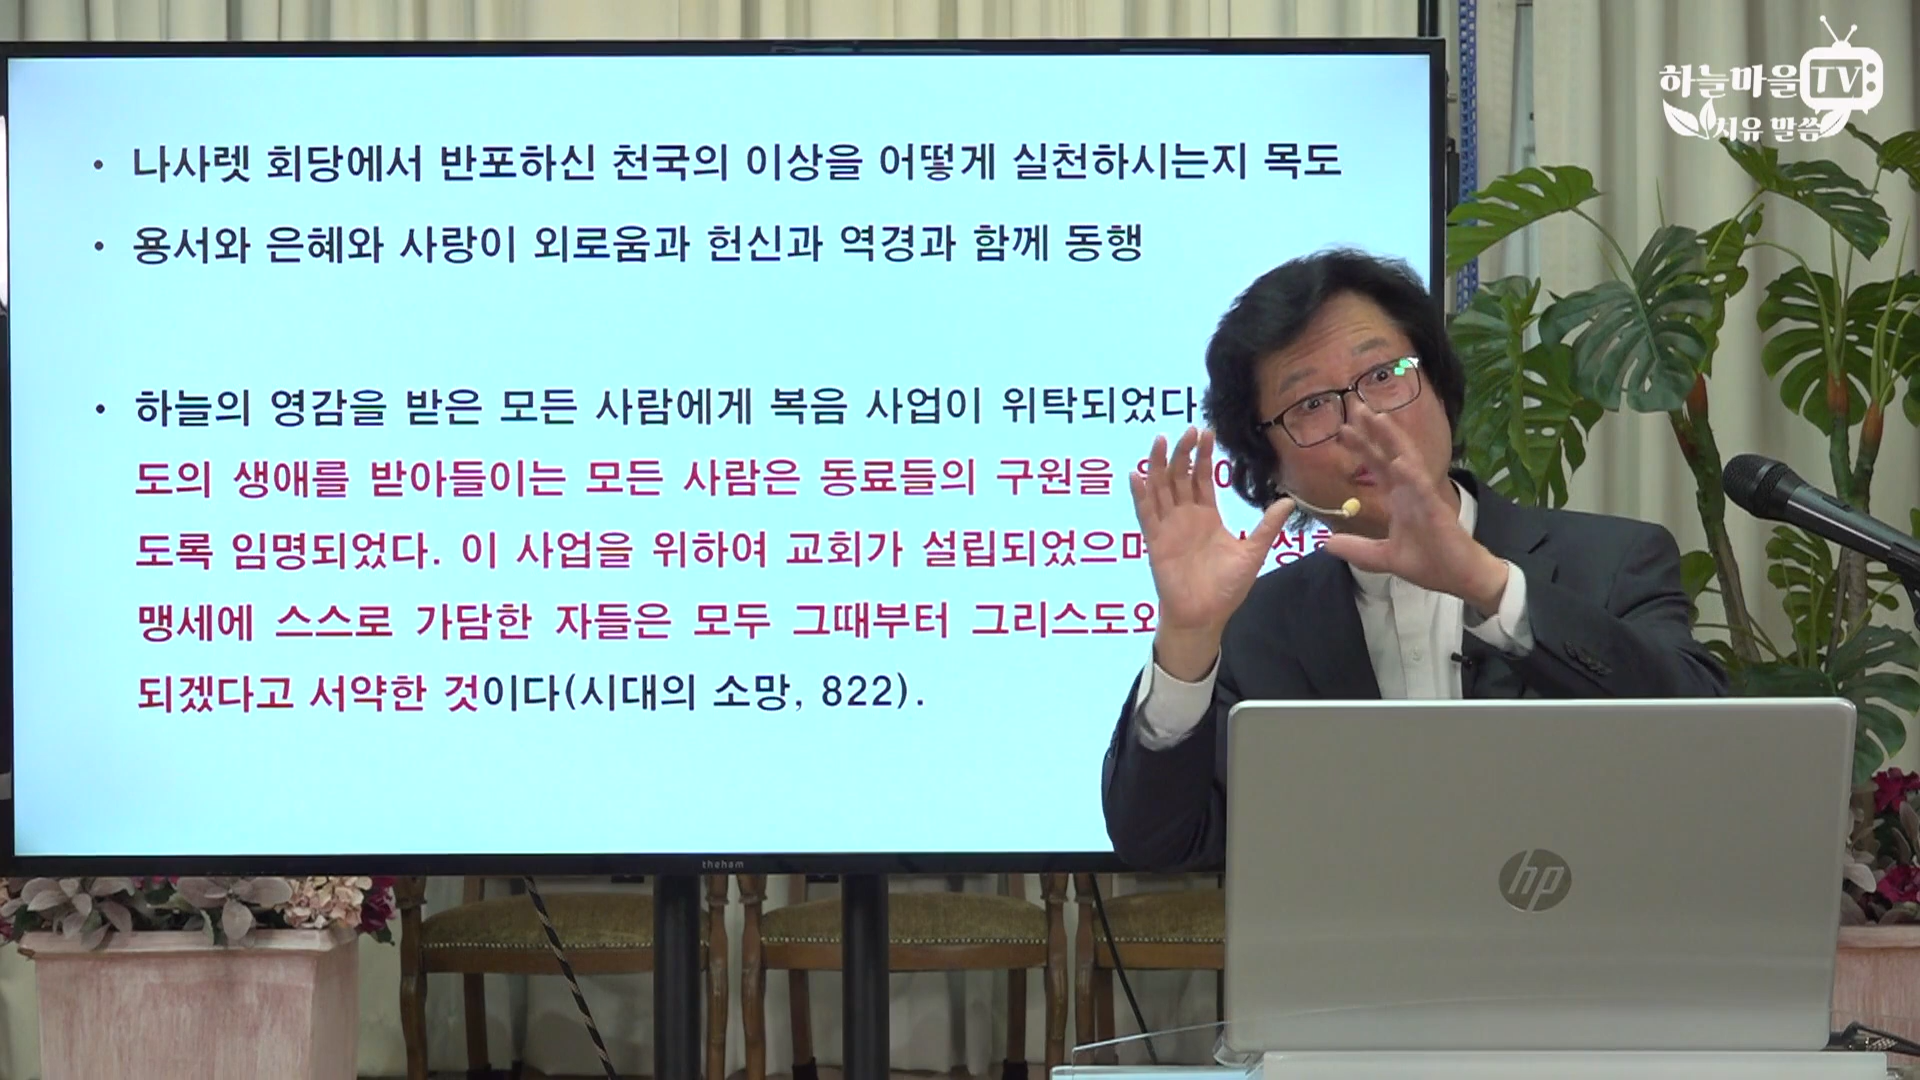 하늘마을 TV
치유 말씀
• 나사렛 회당에서 반포하신 천국의 이상을 어떻게 실천하시는지 목도
• 용서와 은혜와 사랑이 외로움과 헌신과 역경과 함께 동행
• 하늘의 영감을 받은 모든 사람에게 복음 사업이 위탁되었다
도의 생애를 받아들이는 모든 사람은 동료들의 구원을
도록 임명되었다. 이 사업을 위하여 교회가 설립되었으며
맹세에 스스로 가담한 자들은 모두 그때부터 그리스도와
되겠다고 서약한 것이다(시대의 소망, 822).
theham
hp